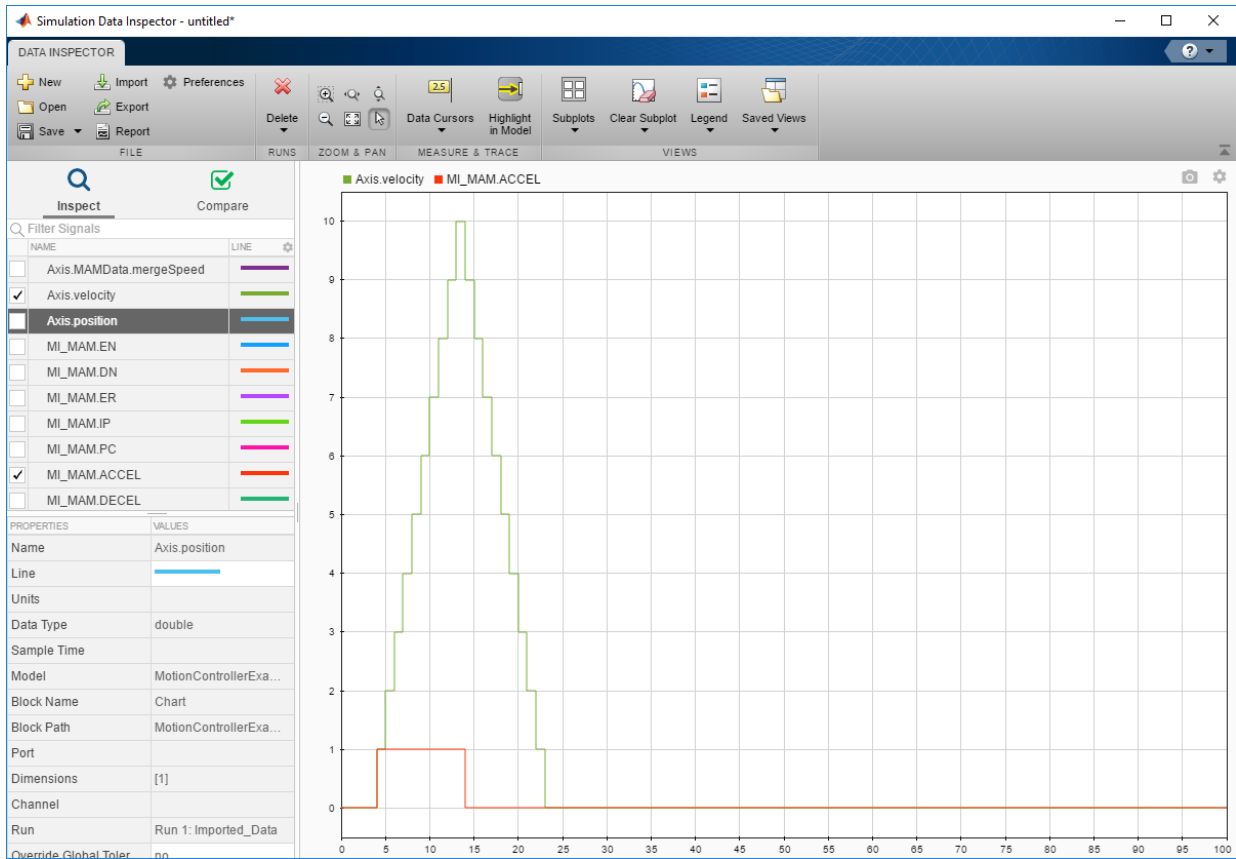 Simulation Data Inspector - untitled*
DATA INSPECTOR
?
New Import Preferences
Open Export
Save Report
Delete
2.5
Data Cursors
Highlight
in Model
Subplots
Clear Subplot
Legend
Saved Views
FILE RUNS ZOOM & PAN MEASURE & TRACE VIEWS
Inspect Compare
Filter Signals
NAME LINE
Axis.MAMData.mergeSpeed
Axis.velocity
Axis.position
MI_MAM.EN
MI_MAM.DN
MI_MAM.ER
MI_MAM.IP
MI_MAM.PC
MI_MAM.ACCEL
MI_MAM.DECEL
PROPERTIES VALUES
Name Axis.position
Line
Units
Data Type double
Sample Time
Model MotionControllerExa...
Block Name Chart
Block Path MotionControllerExa...
Port
Dimensions [1]
Channel
Run Run 1: Imported_Data
Override Global Toler no
Axis.velocity MI_MAM.ACCEL
10
9
8
7
6
5
4
3
2
1
0
0 5 10 15 20 25 30 35 40 45 50 55 60 65 70 75 80 85 90 95 100